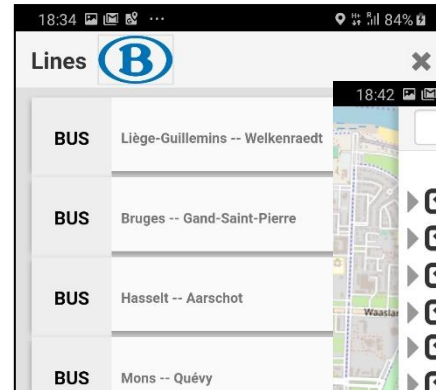 18:34
84%
Lines B
18:42
BUS Liège-Guillemins -- Welkenraedt
BUS Bruges -- Gand-Saint-Pierre
BUS Hasselt -- Aarschot
BUS Mons -- Quévy